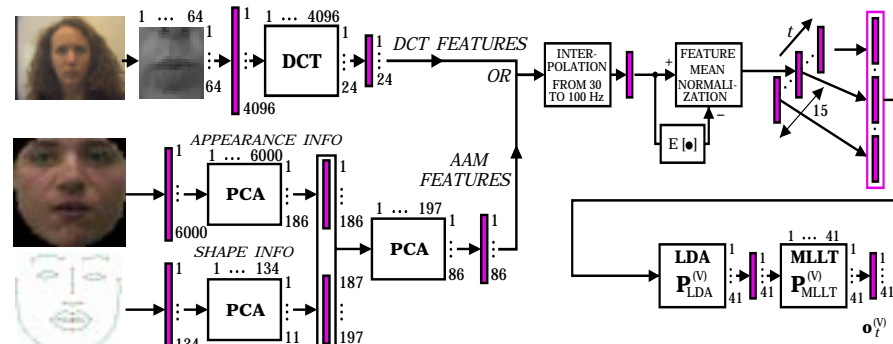 1 ... 64
1
64
1
4096
1 ... 4096
DCT
1
24
1
24
DCT FEATURES
OR
INTER-
POLATION
FROM 30
TO 100 Hz
+
FEATURE
MEAN
NORMALI-
ZATION
−
E [●]
t
15
APPEARANCE INFO
1
6000
1 ... 6000
PCA
1
186
1
186
AAM
FEATURES
1 ... 197
PCA
1
86
1
86
SHAPE INFO
1
134
1 ... 134
PCA
1
11
187
197
LDA
P(V)LDA
1
41
1
41
1 ... 41
MLLT
P(V)MLLT
1
41
1
41
o(V)t